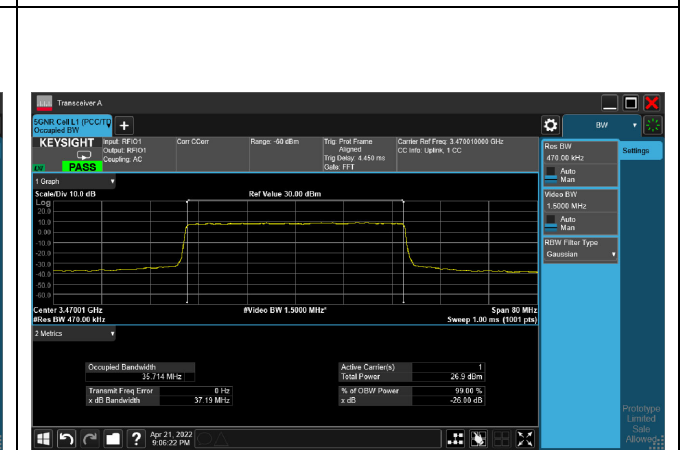 Transceiver A
5GNR Cell L1 (PCC/TD
Occupied BW
KEYSIGHT
PASS
Input: RFIO1
Output: RFIO1
Coupling: AC
Corr CCorr
Range: -60 dBm
Trig: Prot Frame
Aligned
Trig Delay: 4.450 ms
Gate: FFT
Carrier Ref Freq: 3.470010000 GHz
CC Info: Uplink, 1 CC
BW
Res BW
470.00 kHz
Auto
Man
Settings
Video BW
1.5000 MHz
Auto
Man
RBW Filter Type
Gaussian
1 Graph
Scale/Div 10.0 dB
Ref Value 30.00 dBm
Log
20.0
10.0
0.00
-10.0
-20.0
-30.0
-40.0
-50.0
-60.0
Center 3.47001 GHz
#Video BW 1.5000 MHz*
Span 80 MHz
#Res BW 470.00 kHz
Sweep 1.00 ms (1001 pts)
2 Metrics
Occupied Bandwidth
35.714 MHz
Active Carrier(s) 1
Total Power 26.9 dBm
Transmit Freq Error 0 Hz
x dB Bandwidth 37.19 MHz
% of OBW Power 99.00 %
x dB -26.00 dB
Apr 21, 2022
9:06:22 PM
Prototype
Limited
Sale
Allowed